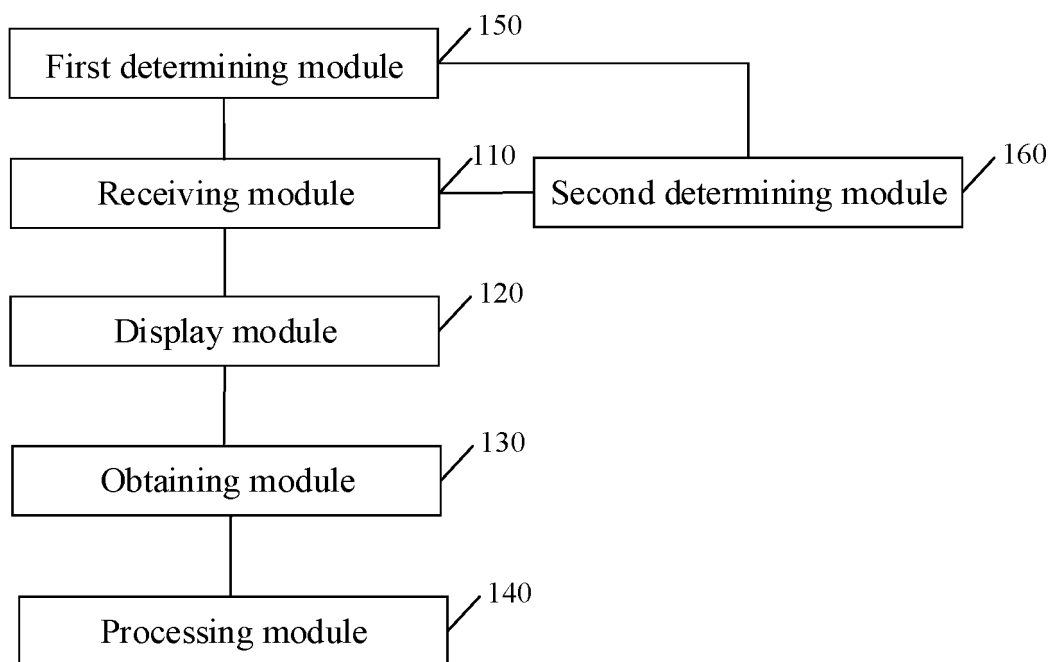 150
First determining module
110
160
Receiving module
Second determining module
120
Display module
130
Obtaining module
140
Processing module